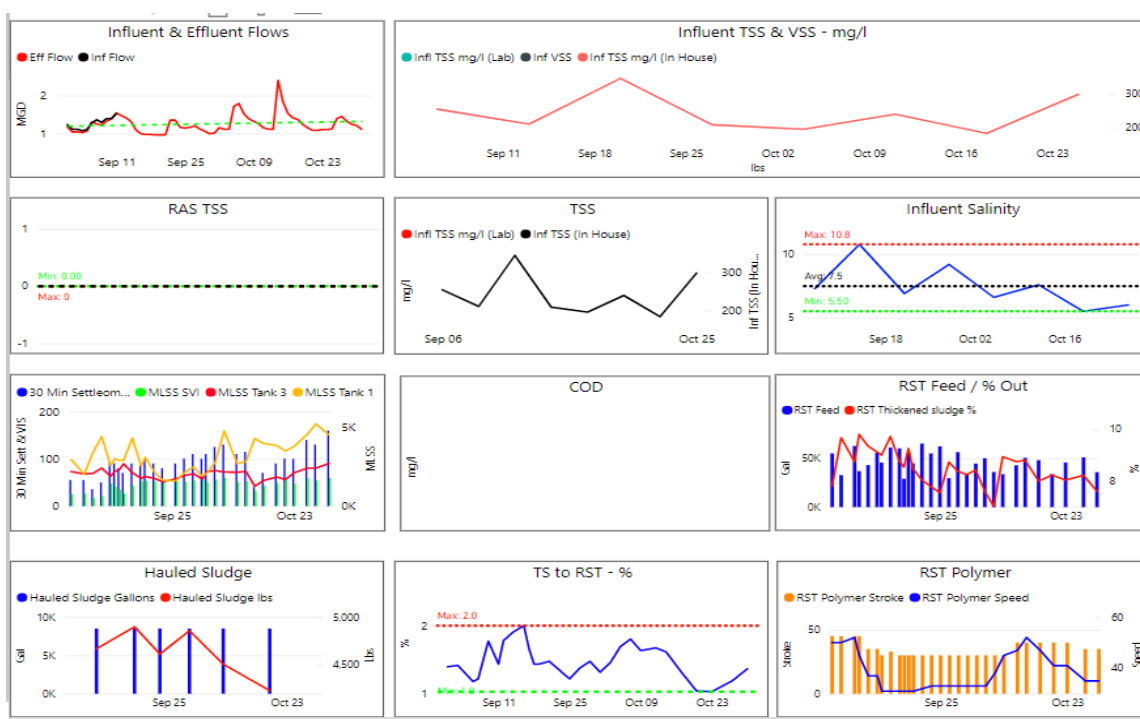 Influent & Effluent Flows
Eff Flow Inf Flow
MGD
2
1
Sep 11 Sep 25 Oct 09 Oct 23
Influent TSS & VSS - mg/l
Infl TSS mg/l (Lab) Inf VSS Inf TSS mg/l (In House)
300
200
Sep 11 Sep 18 Sep 25 Oct 02 Oct 09 Oct 16 Oct 23
lbs
RAS TSS
1
Min: 0.00
0
Max: 0
-1
TSS
Infl TSS mg/l (Lab) Inf TSS (In House)
mg/l
300
200
Inf TSS (In Hou...
Sep 06 Oct 25
Influent Salinity
Max: 10.8
10
Avg: 7.5
Min: 5.50
5
Sep 18 Oct 02 Oct 16
30 Min Settleom... MLSS SVI MLSS Tank 3 MLSS Tank 1
30 Min Sett & VIS
200
100
0
5K
0K
MLSS
Sep 25 Oct 23
COD
mg/l
RST Feed / % Out
RST Feed RST Thickened sludge %
Gal
50K
0K
10
8
%
Sep 25 Oct 23
Hauled Sludge
Hauled Sludge Gallons Hauled Sludge lbs
Gal
10K
5K
0K
5,000
4,500
Lbs
Sep 25 Oct 23
TS to RST - %
Max: 2.0
%
2
1
Sep 11 Sep 25 Oct 09 Oct 23
RST Polymer
RST Polymer Stroke RST Polymer Speed
Stroke
50
0
60
40
Speed
Sep 25 Oct 23